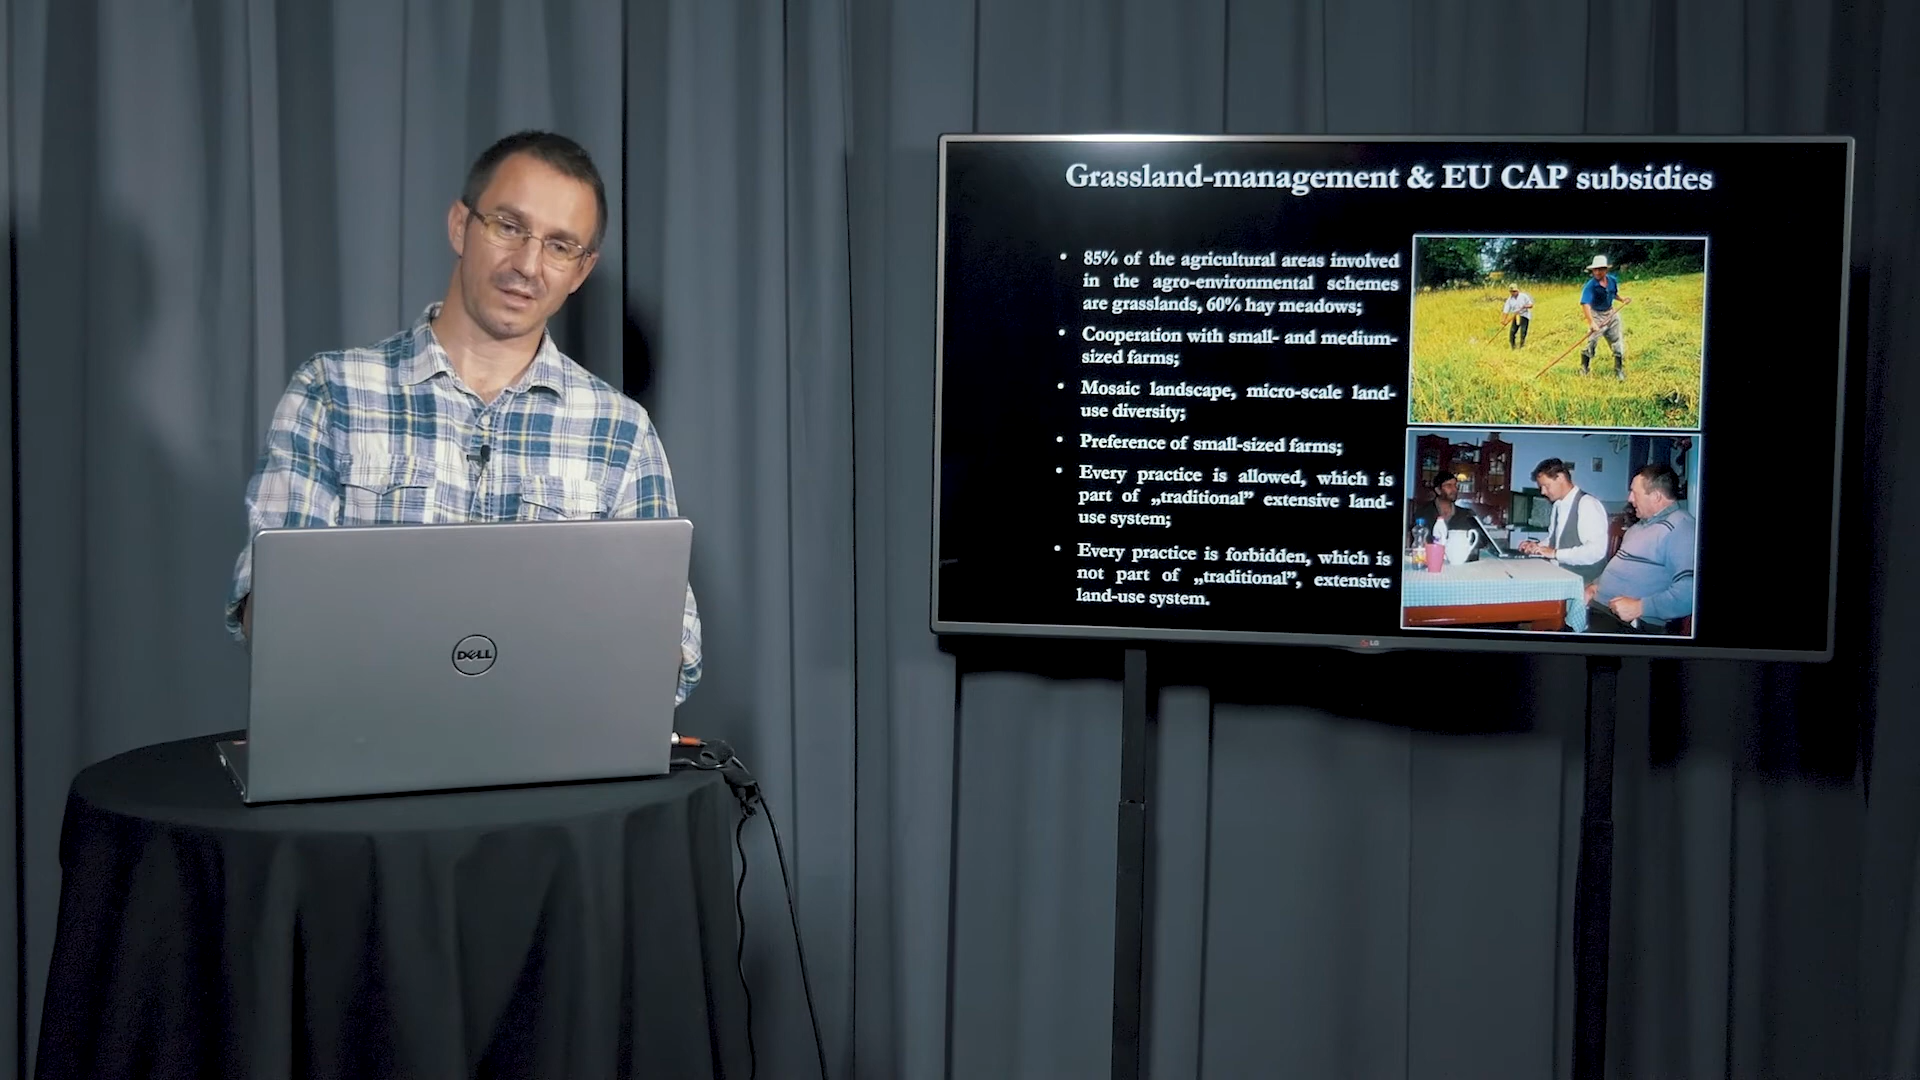 Grassland-management & EU CAP subsidies
• 85% of the agricultural areas involved
in the agro-environmental schemes
are grasslands, 60% hay meadows;
• Cooperation with small- and medium-
sized farms;
• Mosaic landscape, micro-scale land-
use diversity;
• Preference of small-sized farms;
• Every practice is allowed, which is
part of „traditional” extensive land-
use system;
• Every practice is forbidden, which is
not part of „traditional”, extensive
land-use system.
LG
DELL